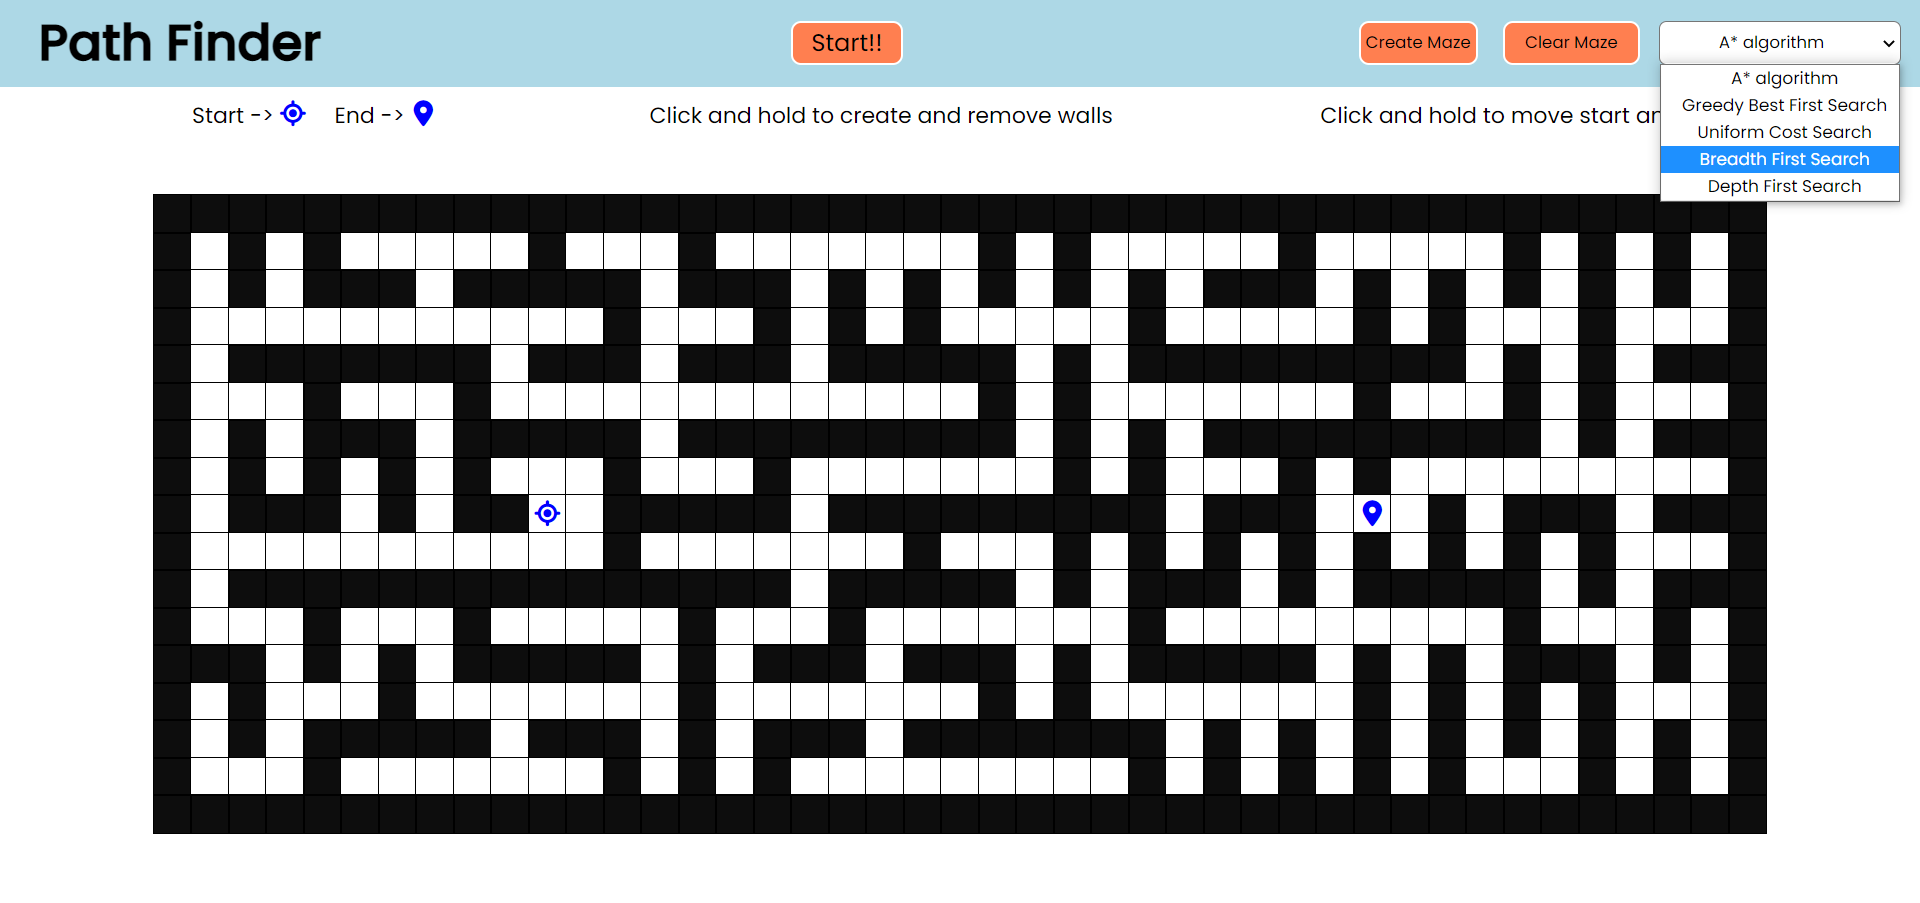 Path Finder
Start!!
Create Maze
Clear Maze
A* algorithm
A* algorithm
Greedy Best First Search
Uniform Cost Search
Breadth First Search
Depth First Search
Start ->
End ->
Click and hold to create and remove walls
Click and hold to move start